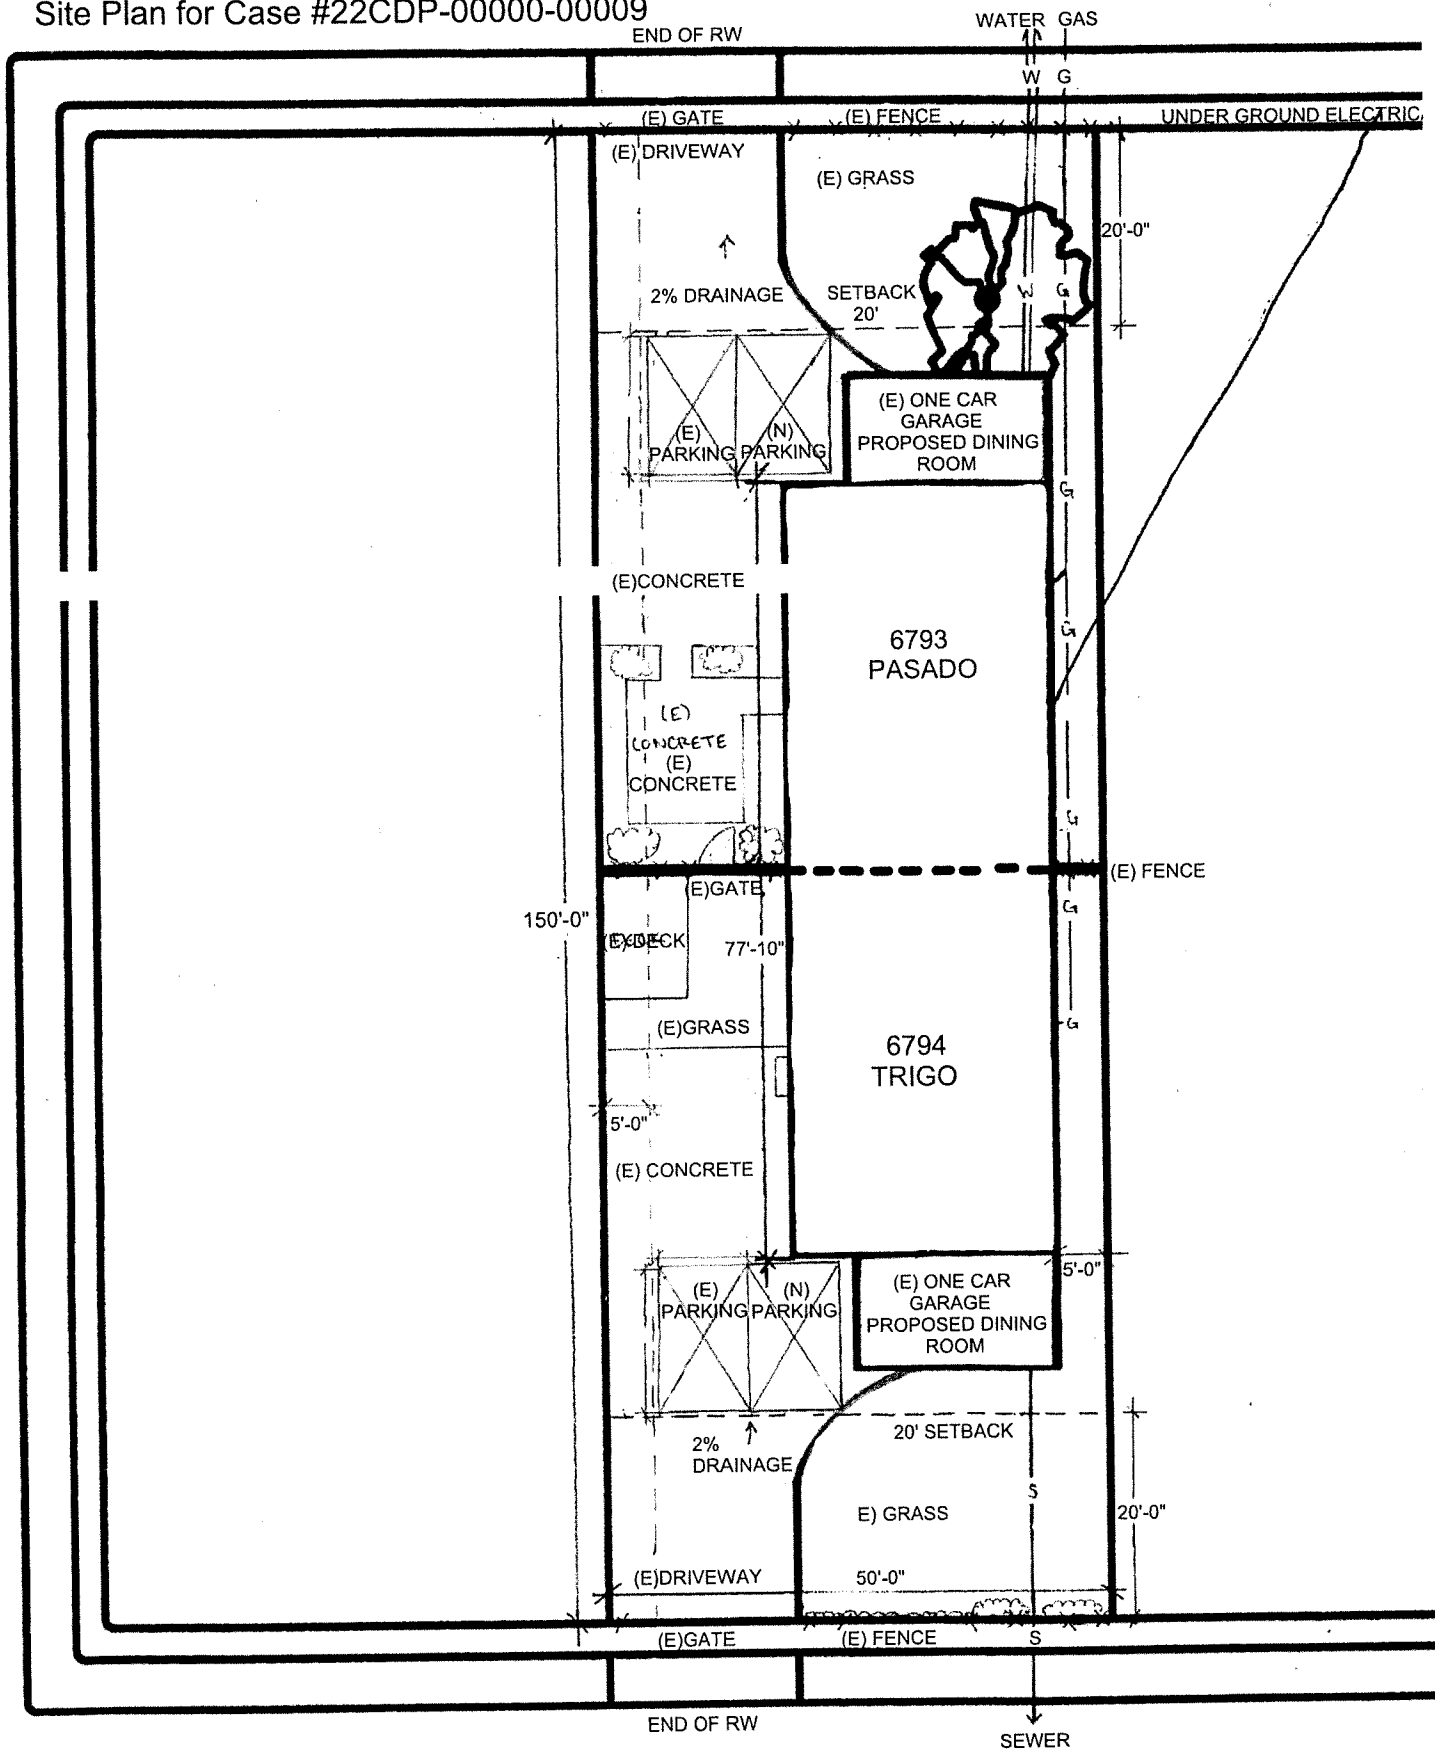 Site Plan for Case #22CDP-00000-00009
END OF RW
WATER GAS
W G
(E) GATE
(E) FENCE
UNDER GROUND ELECTRICA
(E) DRIVEWAY
(E) GRASS
20'-0"
2% DRAINAGE
SETBACK
20'
W
G
(E)
PARKING
(N)
PARKING
(E) ONE CAR
GARAGE
PROPOSED DINING
ROOM
G
(E)CONCRETE
6793
PASADO
G
(E)
CONCRETE
(E)
CONCRETE
G
(E)GATE
(E) FENCE
G
150'-0"
(E)DECK
77'-10"
(E)GRASS
G
6794
TRIGO
5'-0"
(E) CONCRETE
(E)
PARKING
(N)
PARKING
(E) ONE CAR
GARAGE
PROPOSED DINING
ROOM
5'-0"
2%
DRAINAGE
20' SETBACK
S
E) GRASS
20'-0"
(E)DRIVEWAY
50'-0"
(E)GATE
(E) FENCE
S
END OF RW
SEWER